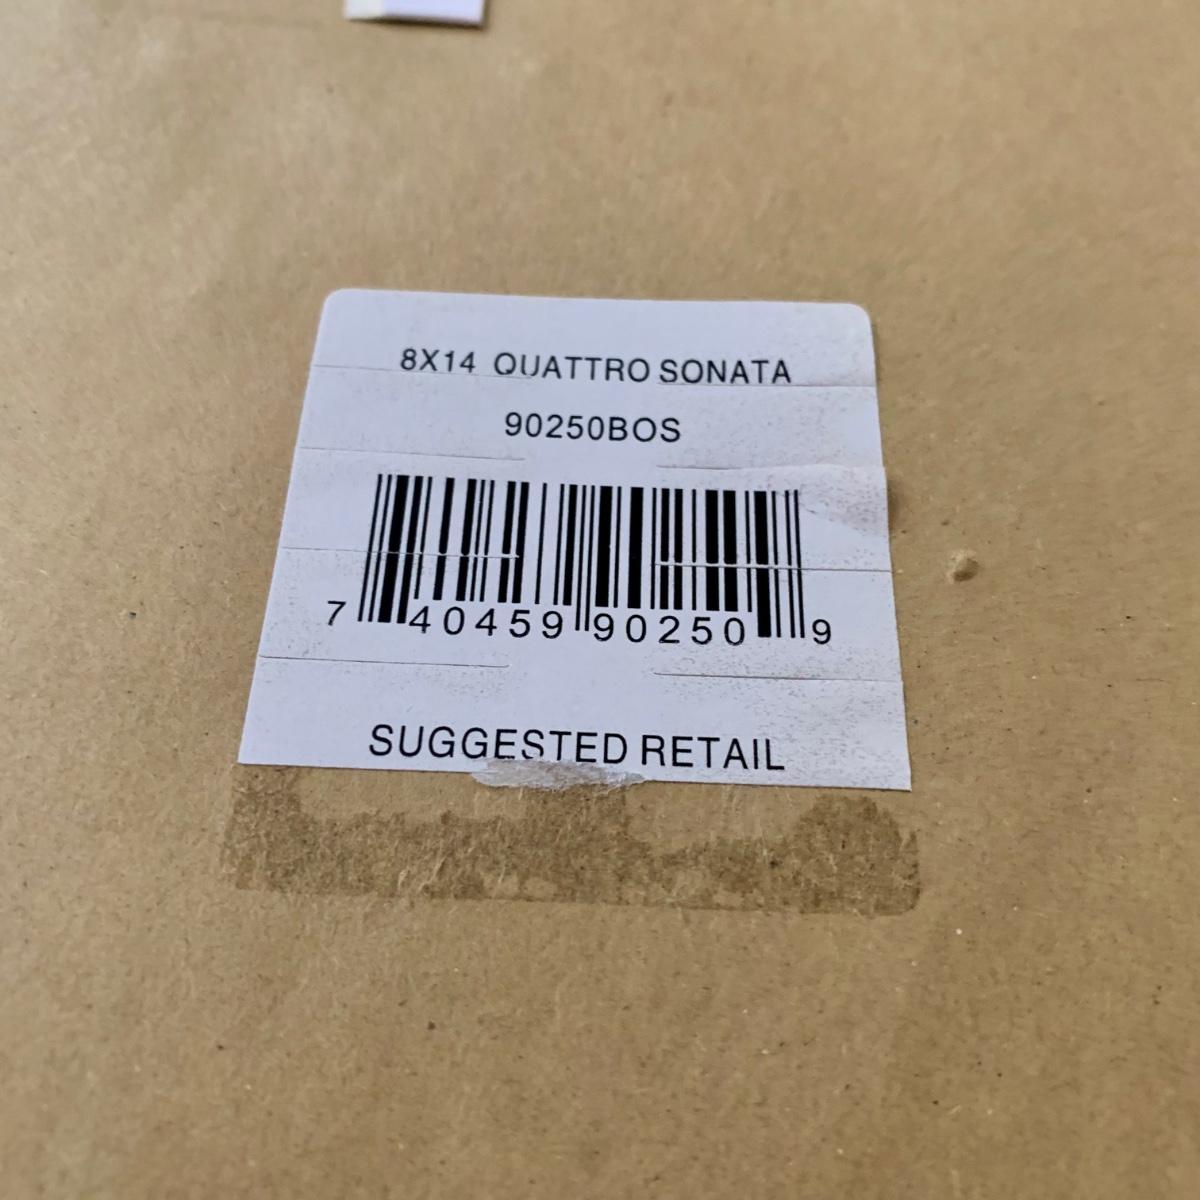 8X14 QUATTRO SONATA
90250BOS
7 40459 90250 9
SUGGESTED RETAIL